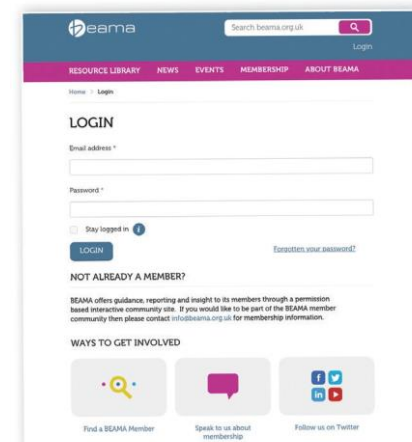 beama
Search beama.org.uk
Login
RESOURCE LIBRARY NEWS EVENTS MEMBERSHIP ABOUT BEAMA
Home > Login
LOGIN
Email address *
Password *
Stay logged in i
LOGIN Forgotten your password?
NOT ALREADY A MEMBER?
BEAMA offers guidance, reporting and insight to its members through a permission
based interactive community site. If you would like to be part of the BEAMA member
community then please contact info@beama.org.uk for membership information.
WAYS TO GET INVOLVED
Find a BEAMA Member Speak to us about Follow us on Twitter
membership